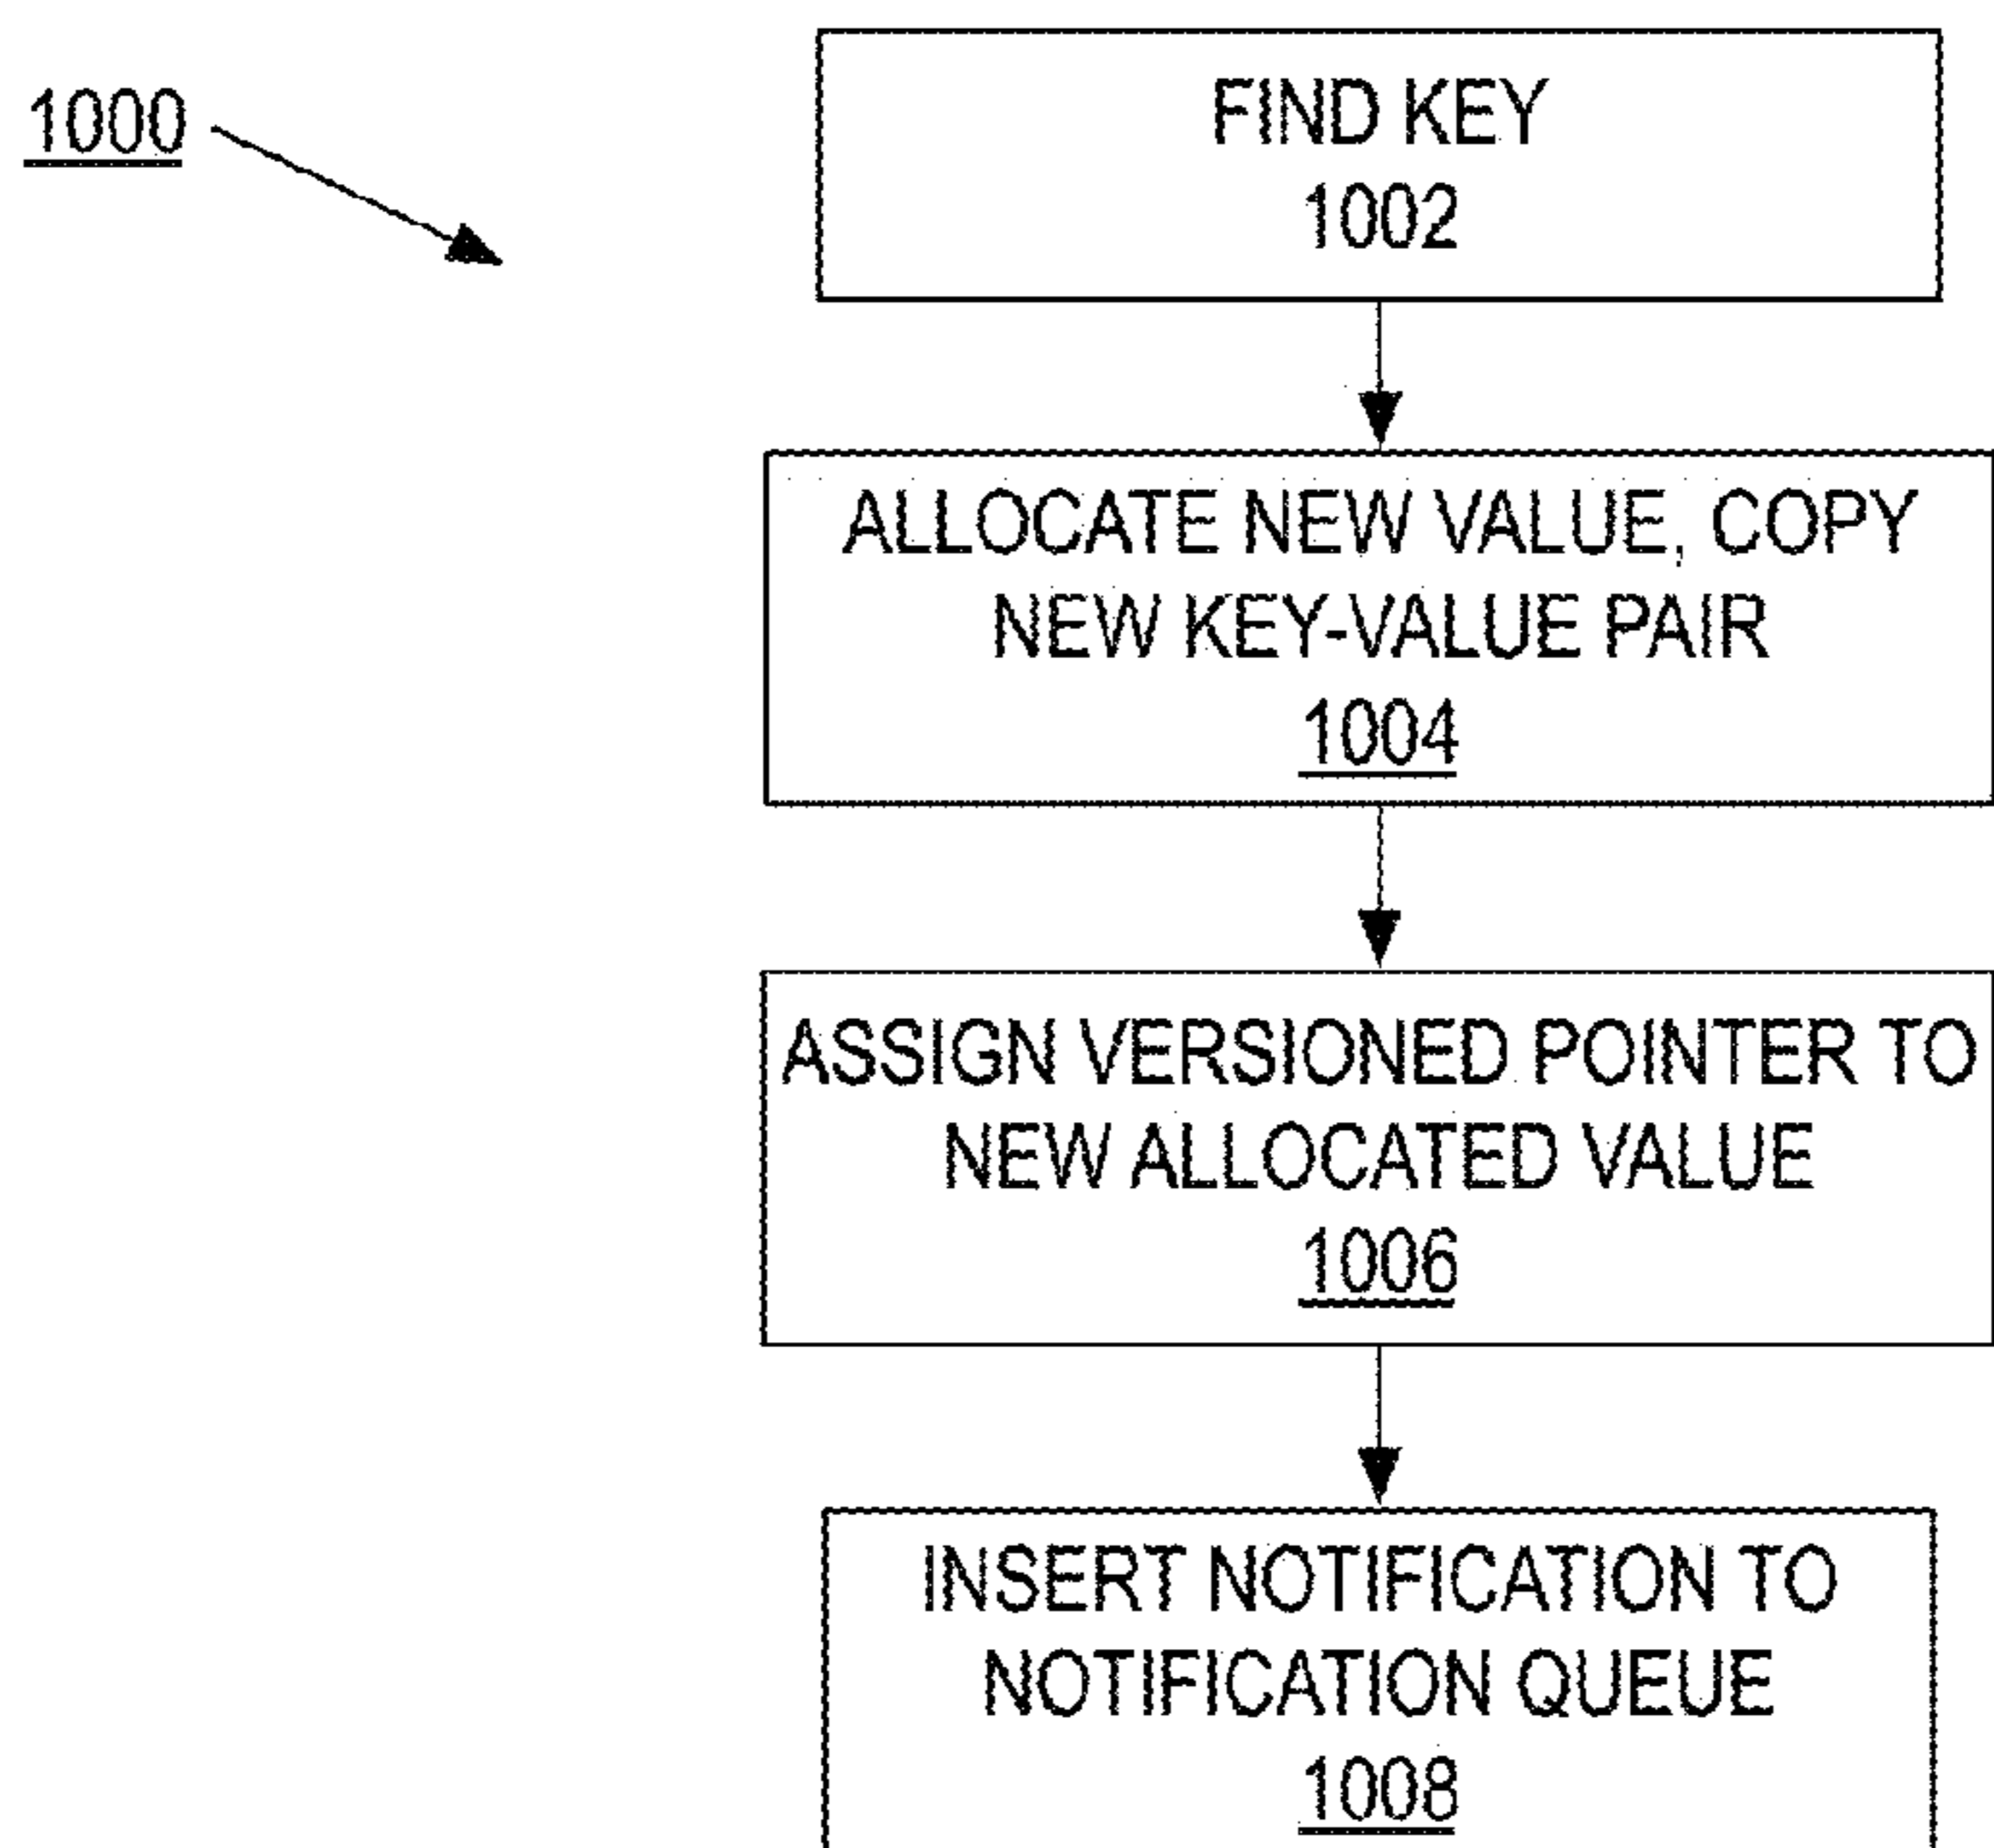 1000
FIND KEY
1002
ALLOCATE NEW VALUE, COPY
NEW KEY-VALUE PAIR
1004
ASSIGN VERSIONED POINTER TO
NEW ALLOCATED VALUE
1006
INSERT NOTIFICATION TO
NOTIFICATION QUEUE
1008